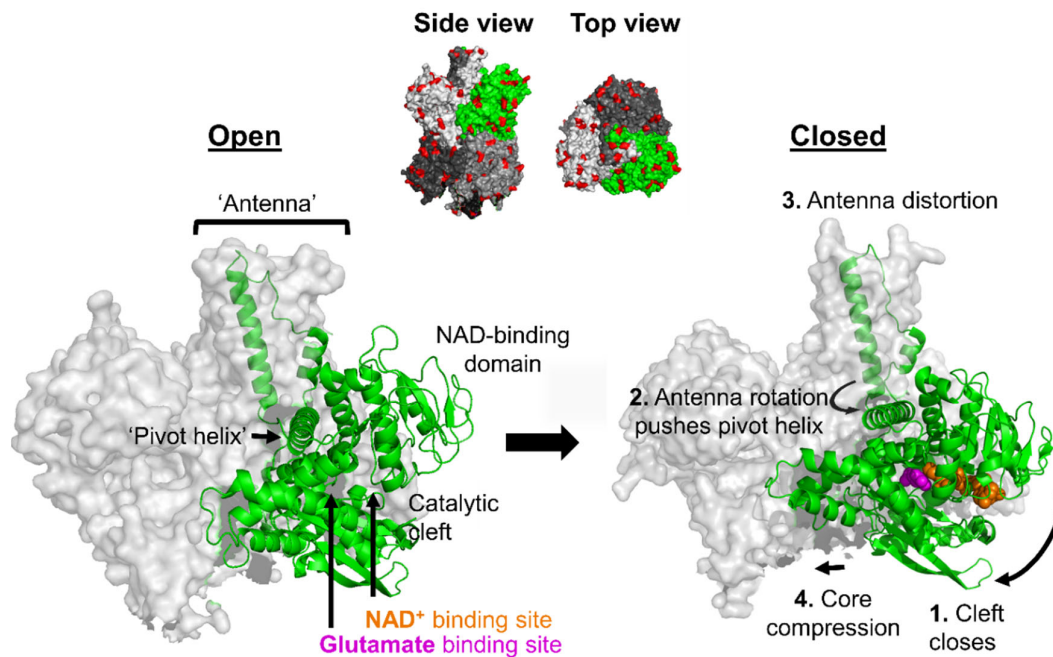 Side view
Top view
Open
Closed
'Antenna'
NAD-binding
domain
'Pivot helix'
Catalytic
cleft
NAD⁺ binding site
Glutamate binding site
3. Antenna distortion
2. Antenna rotation
pushes pivot helix
4. Core
compression
1. Cleft
closes